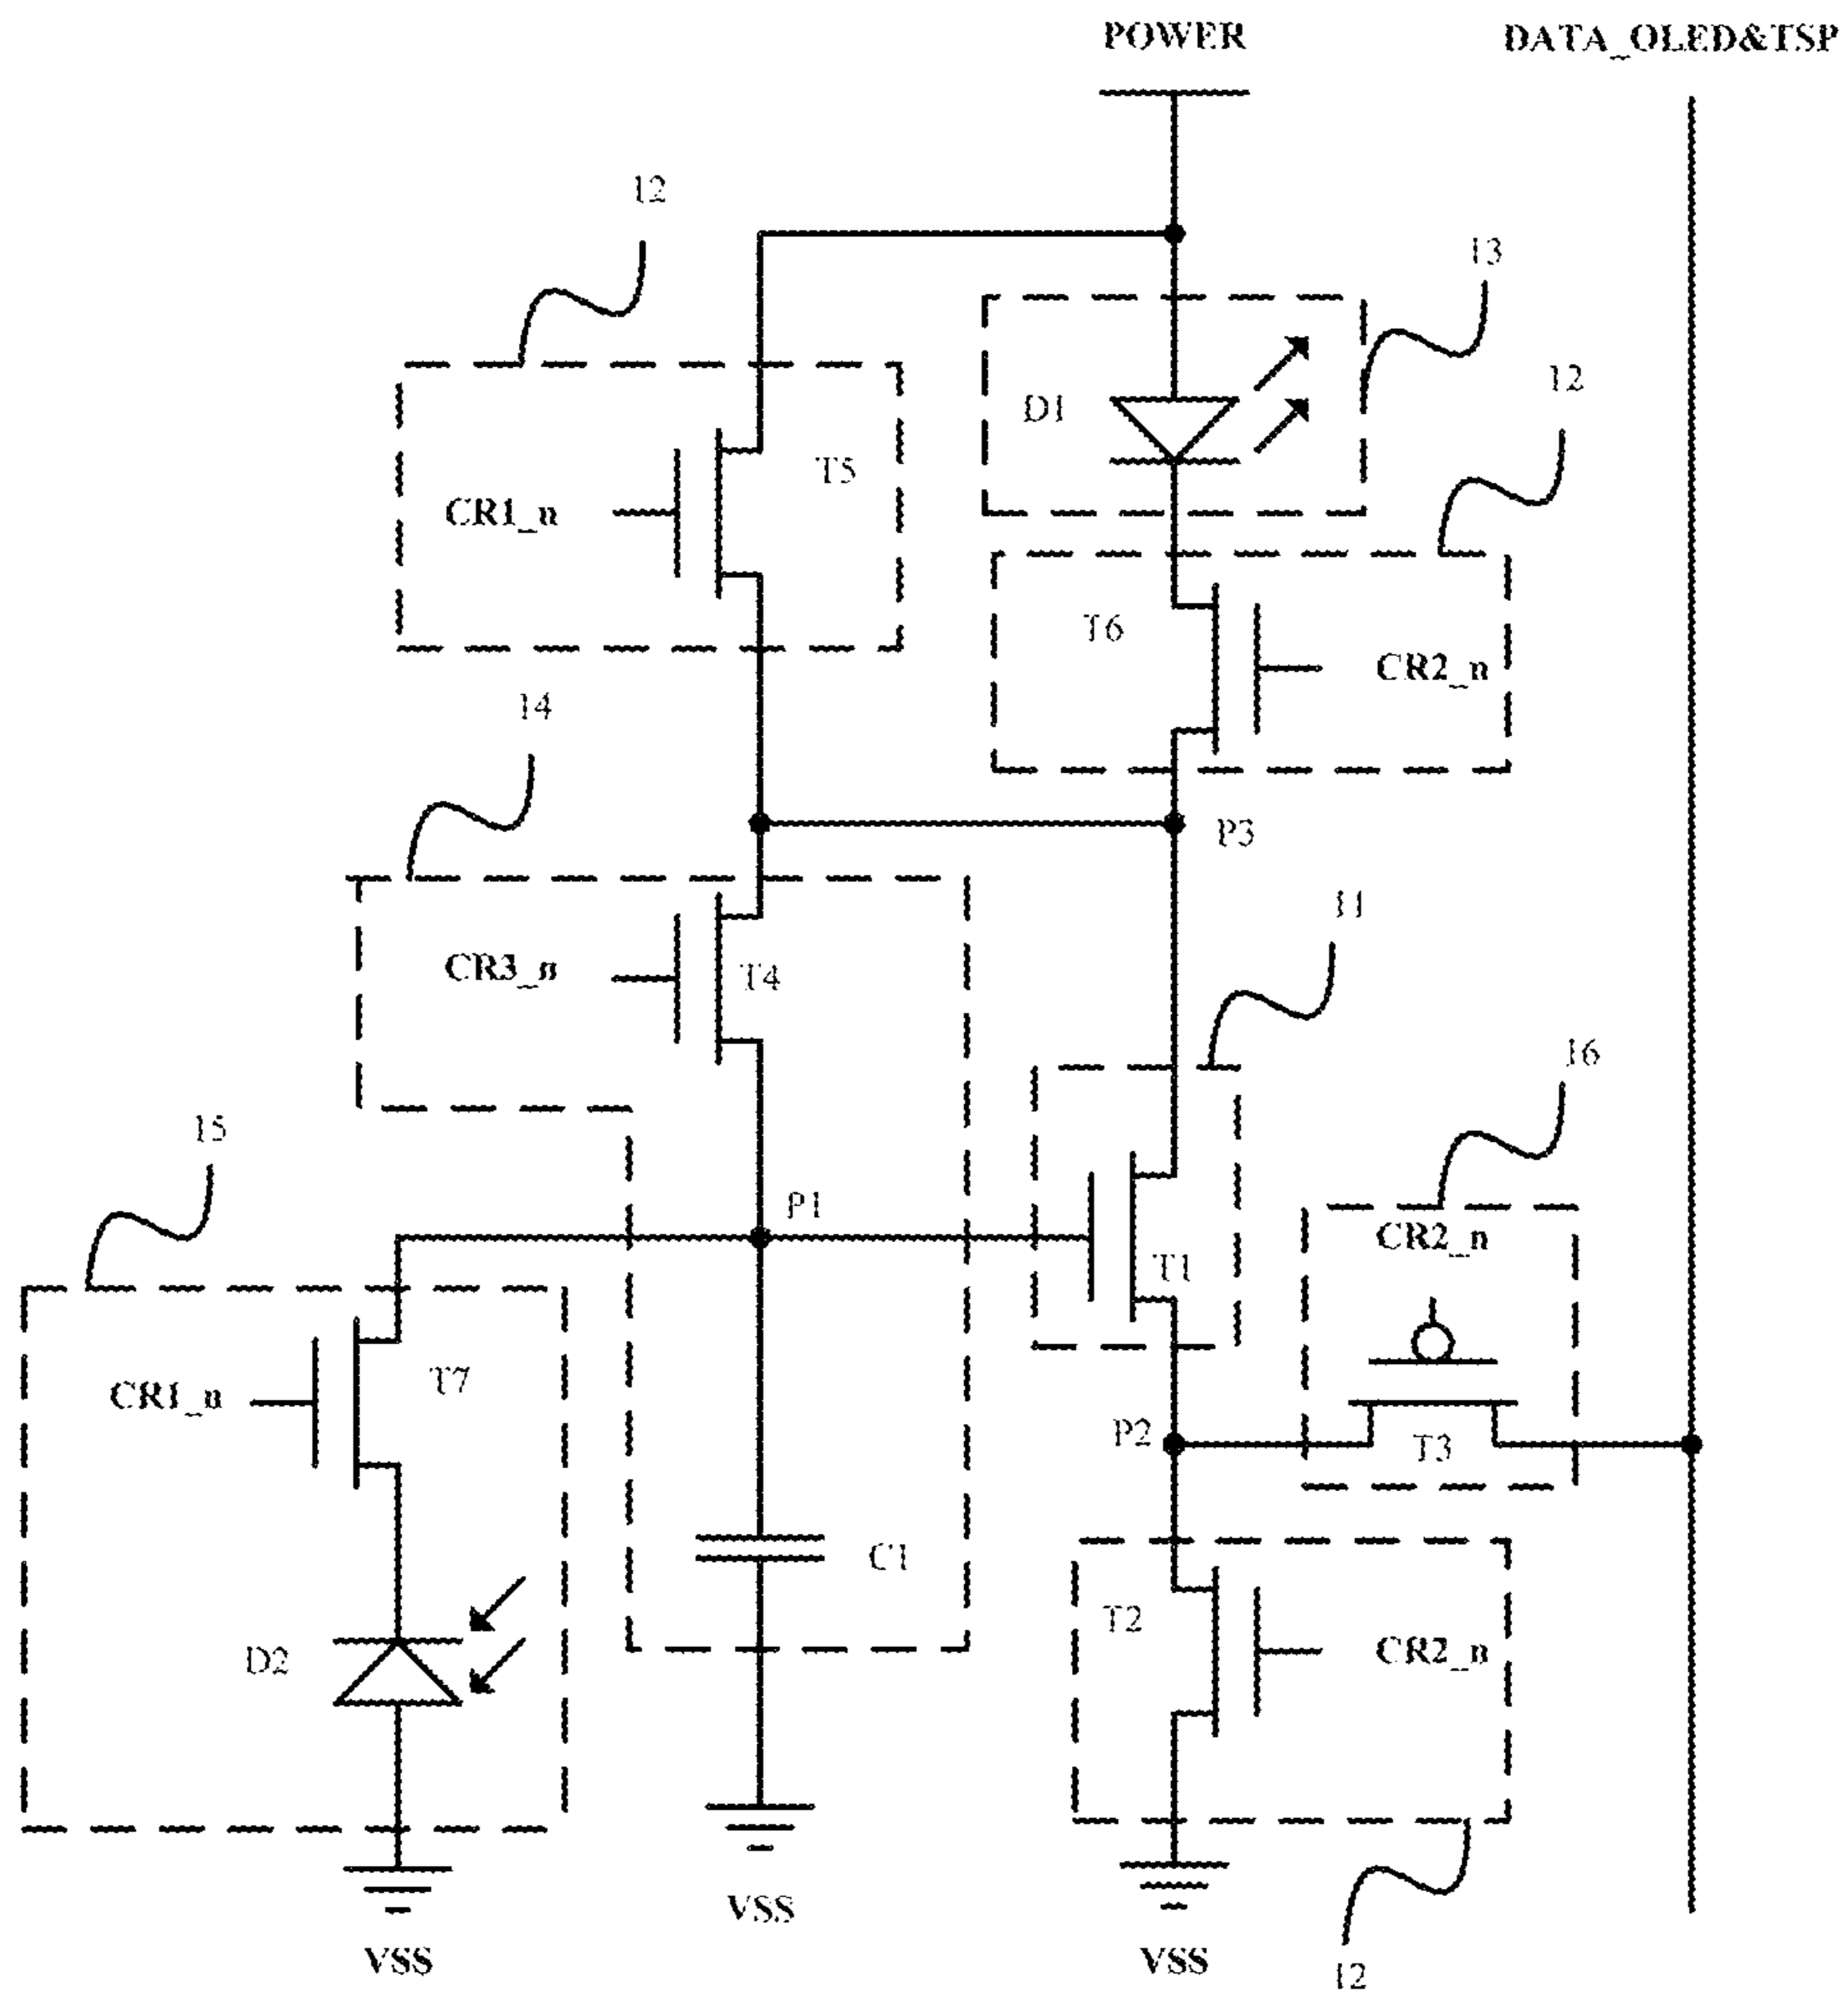 POWER
DATA_OLED&TSP
12
13
12
D1
T5
CR1_n
T6
CR2_n
14
P3
11
CR3_n
T4
16
15
P1
CR2_n
T1
T7
CR1_n
P2
T3
C1
T2
D2
CR2_n
VSS
VSS
VSS
12